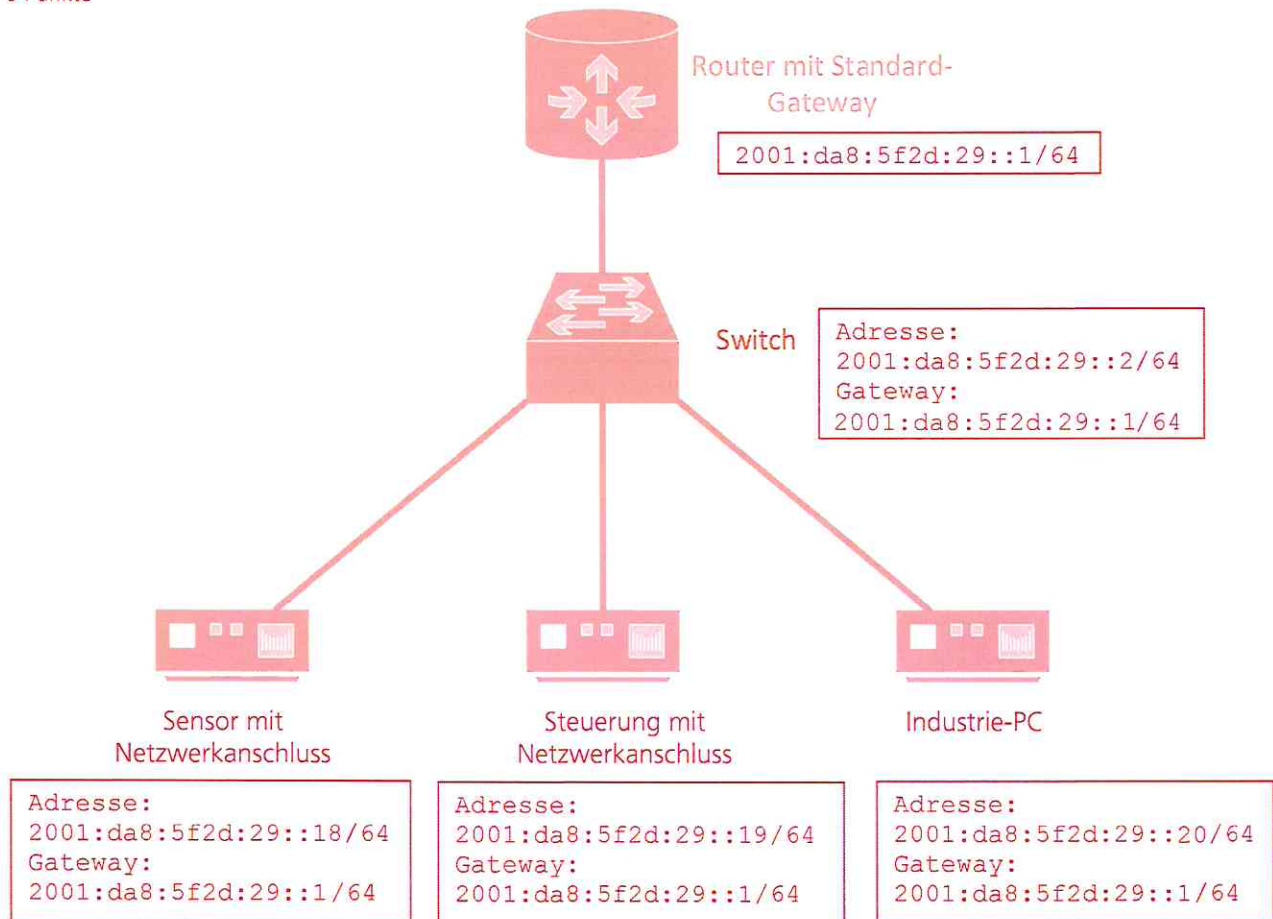 Router mit Standard-
Gateway
2001:da8:5f2d:29::1/64
Switch
Adresse:
2001:da8:5f2d:29::2/64
Gateway:
2001:da8:5f2d:29::1/64
Sensor mit
Netzwerkanschluss
Adresse:
2001:da8:5f2d:29::18/64
Gateway:
2001:da8:5f2d:29::1/64
Steuerung mit
Netzwerkanschluss
Adresse:
2001:da8:5f2d:29::19/64
Gateway:
2001:da8:5f2d:29::1/64
Industrie-PC
Adresse:
2001:da8:5f2d:29::20/64
Gateway:
2001:da8:5f2d:29::1/64